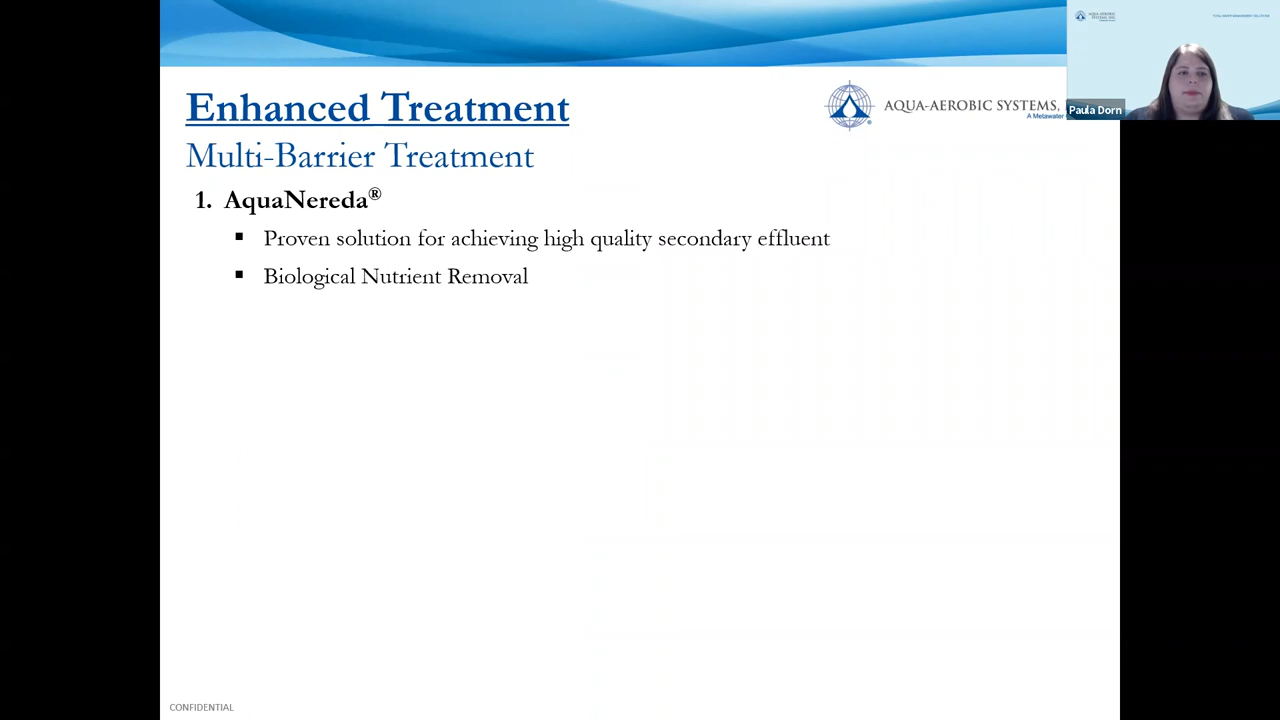 Enhanced Treatment
Multi-Barrier Treatment
AQUA-AEROBIC SYSTEMS,
A Metawater
Paula Dorn
1. AquaNereda®
▪ Proven solution for achieving high quality secondary effluent
▪ Biological Nutrient Removal
CONFIDENTIAL